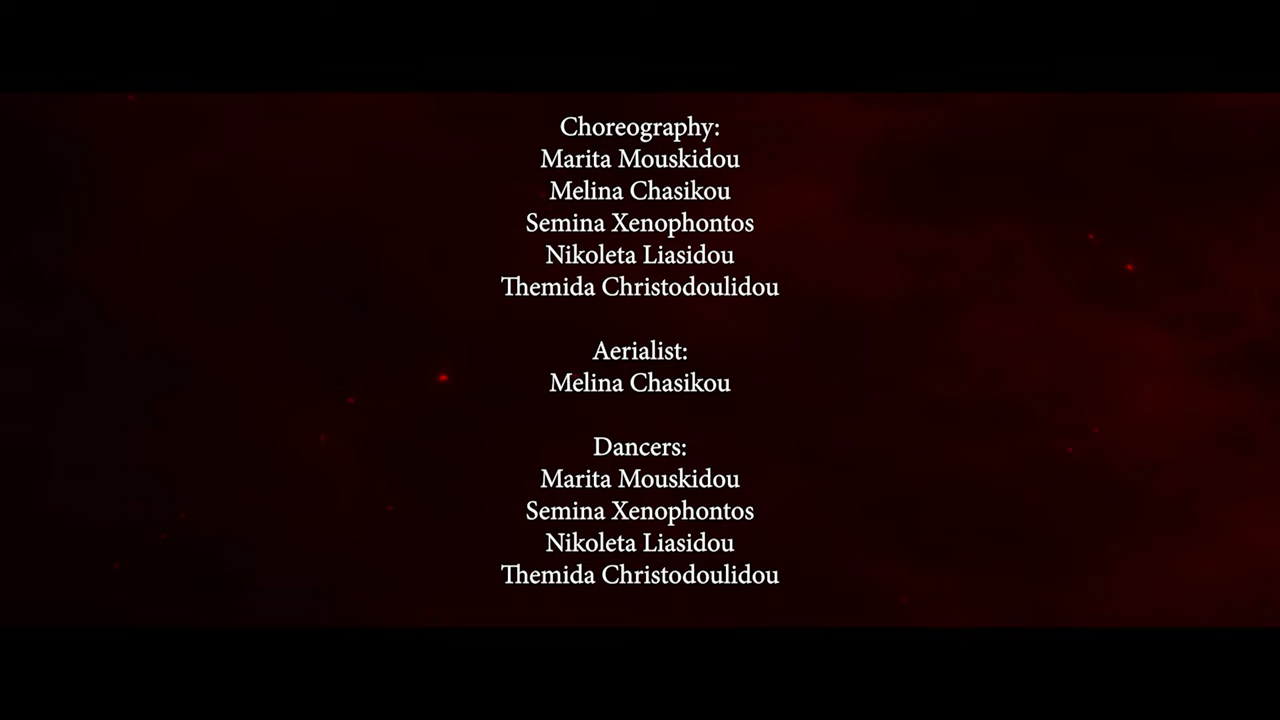 Choreography:
Marita Mouskidou
Melina Chasikou
Semina Xenophontos
Nikoleta Liasidou
Themida Christodoulidou
Aerialist:
Melina Chasikou
Dancers:
Marita Mouskidou
Semina Xenophontos
Nikoleta Liasidou
Themida Christodoulidou